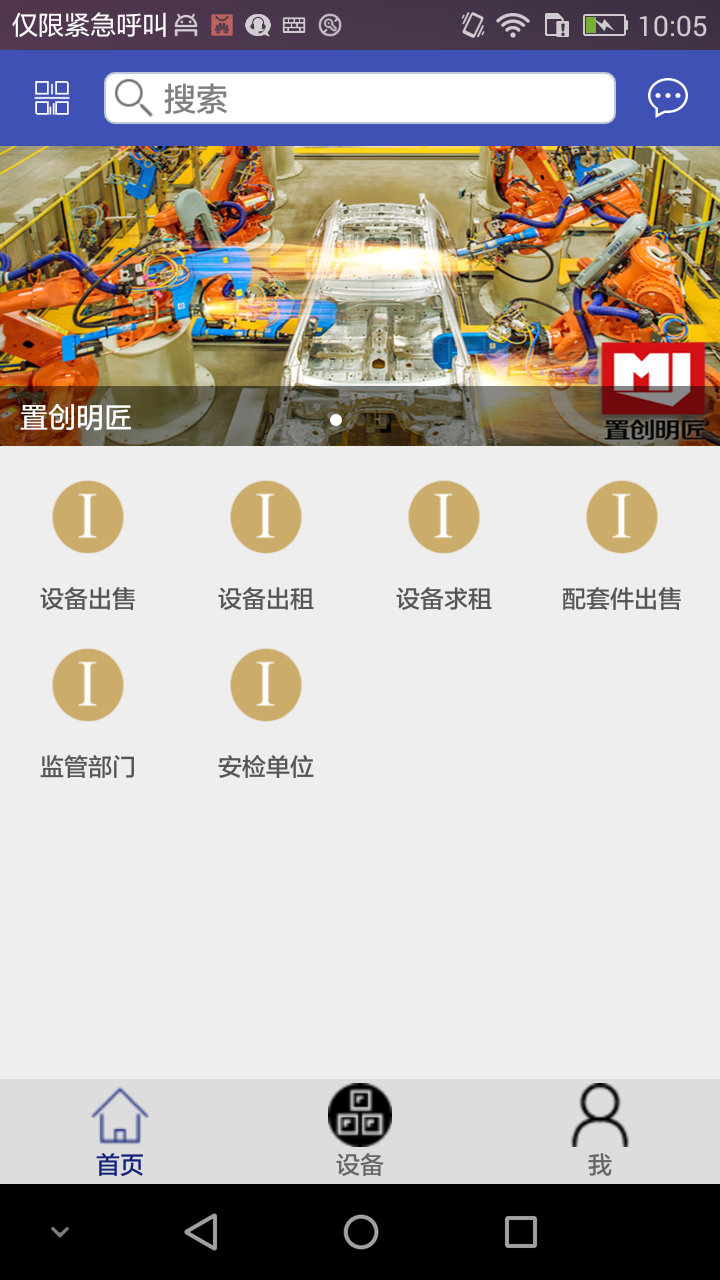 仅限紧急呼叫 10:05
搜索
MJ
置创明匠
置创明匠
I I I I
设备出售 设备出租 设备求租 配套件出售
I I
监管部门 安检单位
首页 设备 我